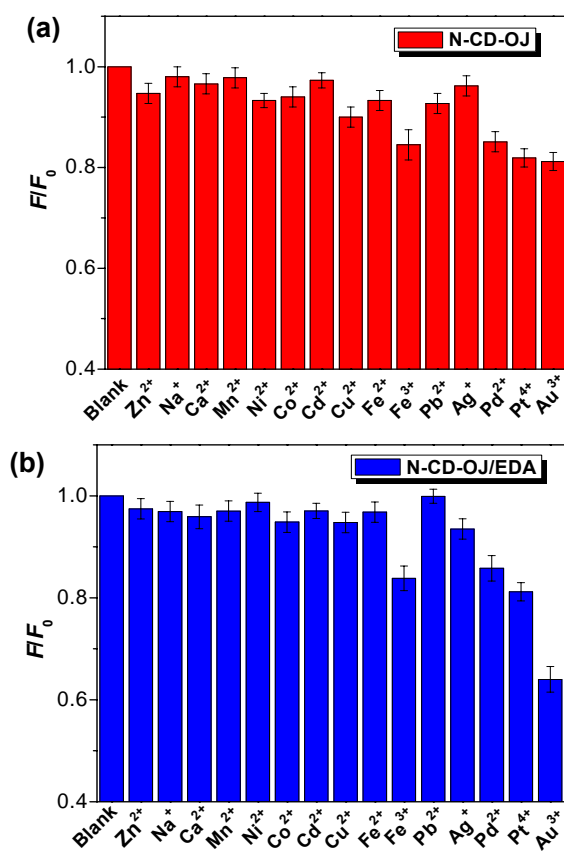 (a)
N-CD-OJ
F/F₀
1.0
0.8
0.6
0.4
Blank
Zn²⁺
Na⁺
Ca²⁺
Mn²⁺
Ni²⁺
Co²⁺
Cd²⁺
Cu²⁺
Fe²⁺
Fe³⁺
Pb²⁺
Ag⁺
Pd²⁺
Pt⁴⁺
Au³⁺
(b)
N-CD-OJ/EDA
F/F₀
1.0
0.8
0.6
0.4
Blank
Zn²⁺
Na⁺
Ca²⁺
Mn²⁺
Ni²⁺
Co²⁺
Cd²⁺
Cu²⁺
Fe²⁺
Fe³⁺
Pb²⁺
Ag⁺
Pd²⁺
Pt⁴⁺
Au³⁺